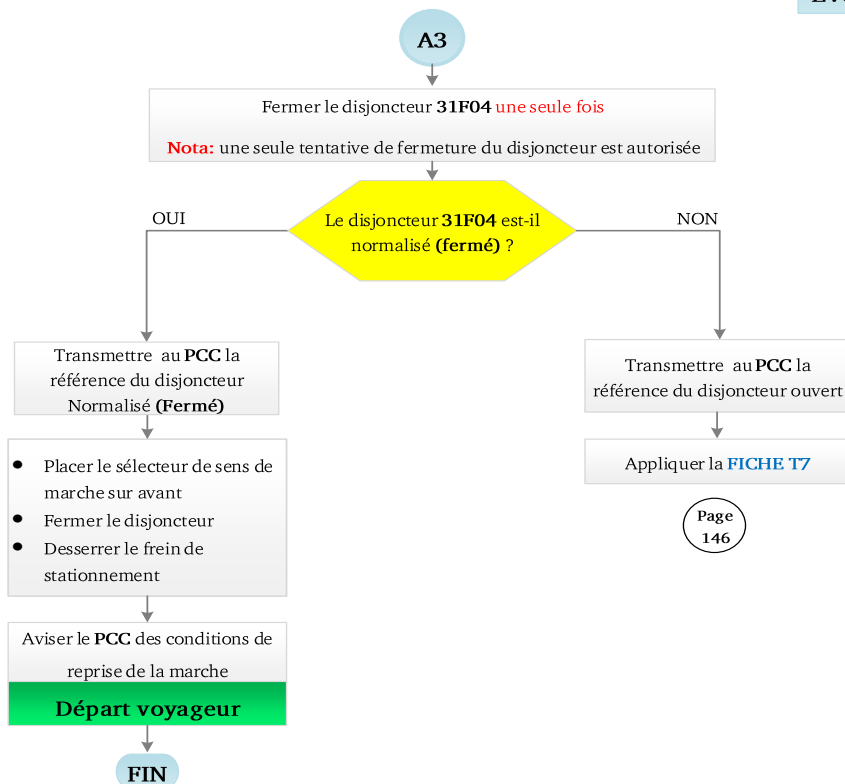 A3
Fermer le disjoncteur 31F04 une seule fois
Nota: une seule tentative de fermeture du disjoncteur est autorisée
Le disjoncteur 31F04 est-il
normalisé (fermé) ?
OUI
NON
Transmettre au PCC la
référence du disjoncteur
Normalisé (Fermé)
• Placer le sélecteur de sens de
marche sur avant
• Fermer le disjoncteur
• Desserrer le frein de
stationnement
Aviser le PCC des conditions de
reprise de la marche
Départ voyageur
FIN
Transmettre au PCC la
référence du disjoncteur ouvert
Appliquer la FICHE T7
Page
146